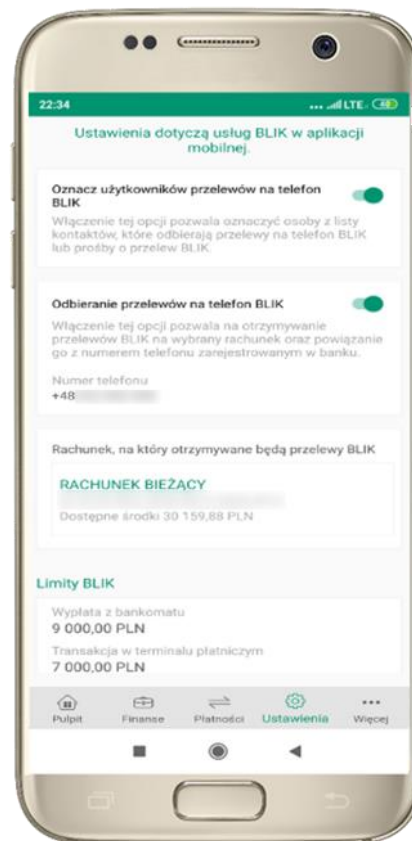 22:34
LTE 48
Ustawienia dotyczą usług BLIK w aplikacji
mobilnej.
Oznacz użytkowników przelewów na telefon
BLIK
Włączenie tej opcji pozwala oznaczyć osoby z listy
kontaktów, które odbierają przelewy na telefon BLIK
lub prośby o przelew BLIK.
Odbieranie przelewów na telefon BLIK
Włączenie tej opcji pozwala na otrzymywanie
przelewów BLIK na wybrany rachunek oraz powiązanie
go z numerem telefonu zarejestrowanym w banku.
Numer telefonu
+48
Rachunek, na który otrzymywane będą przelewy BLIK
RACHUNEK BIEŻĄCY
Dostępne środki 30 159,88 PLN
Limity BLIK
Wypłata z bankomatu
9 000,00 PLN
Transakcja w terminalu płatniczym
7 000,00 PLN
Pulpit
Finanse
Płatności
Ustawienia
Więcej